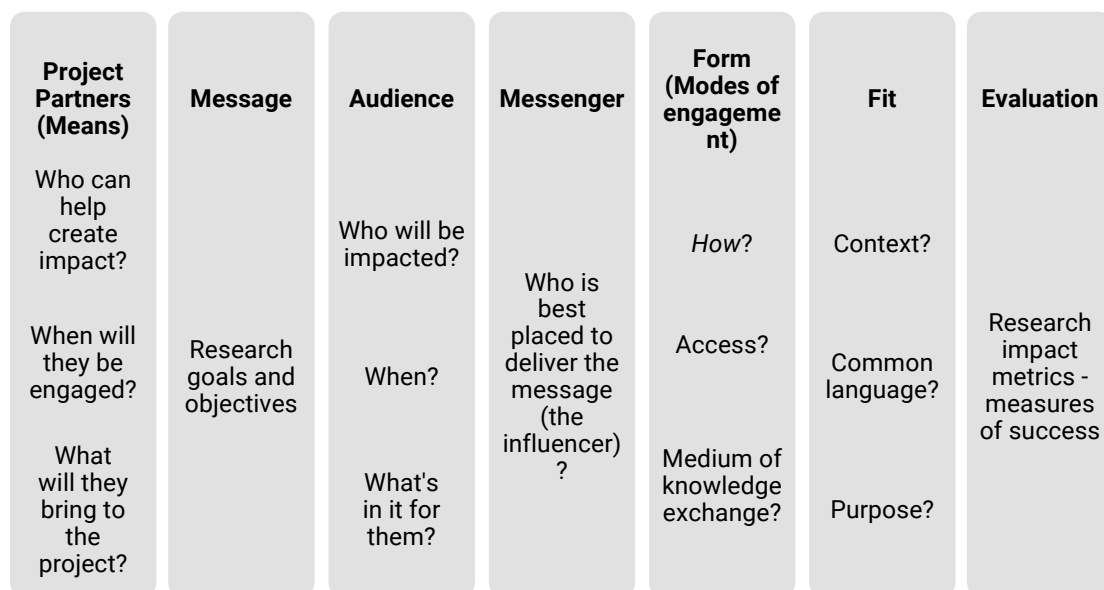 Project
Partners
(Means)
Who can
help
create
impact?
When will
they be
engaged?
What
will they
bring to
the
project?
Message
Research
goals and
objectives
Audience
Who will be
impacted?
When?
What's
in it for
them?
Messenger
Who is
best
placed to
deliver the
message
(the
influencer)
?
Form
(Modes of
engageme
nt)
How?
Access?
Medium of
knowledge
exchange?
Fit
Context?
Common
language?
Purpose?
Evaluation
Research
impact
metrics -
measures
of success